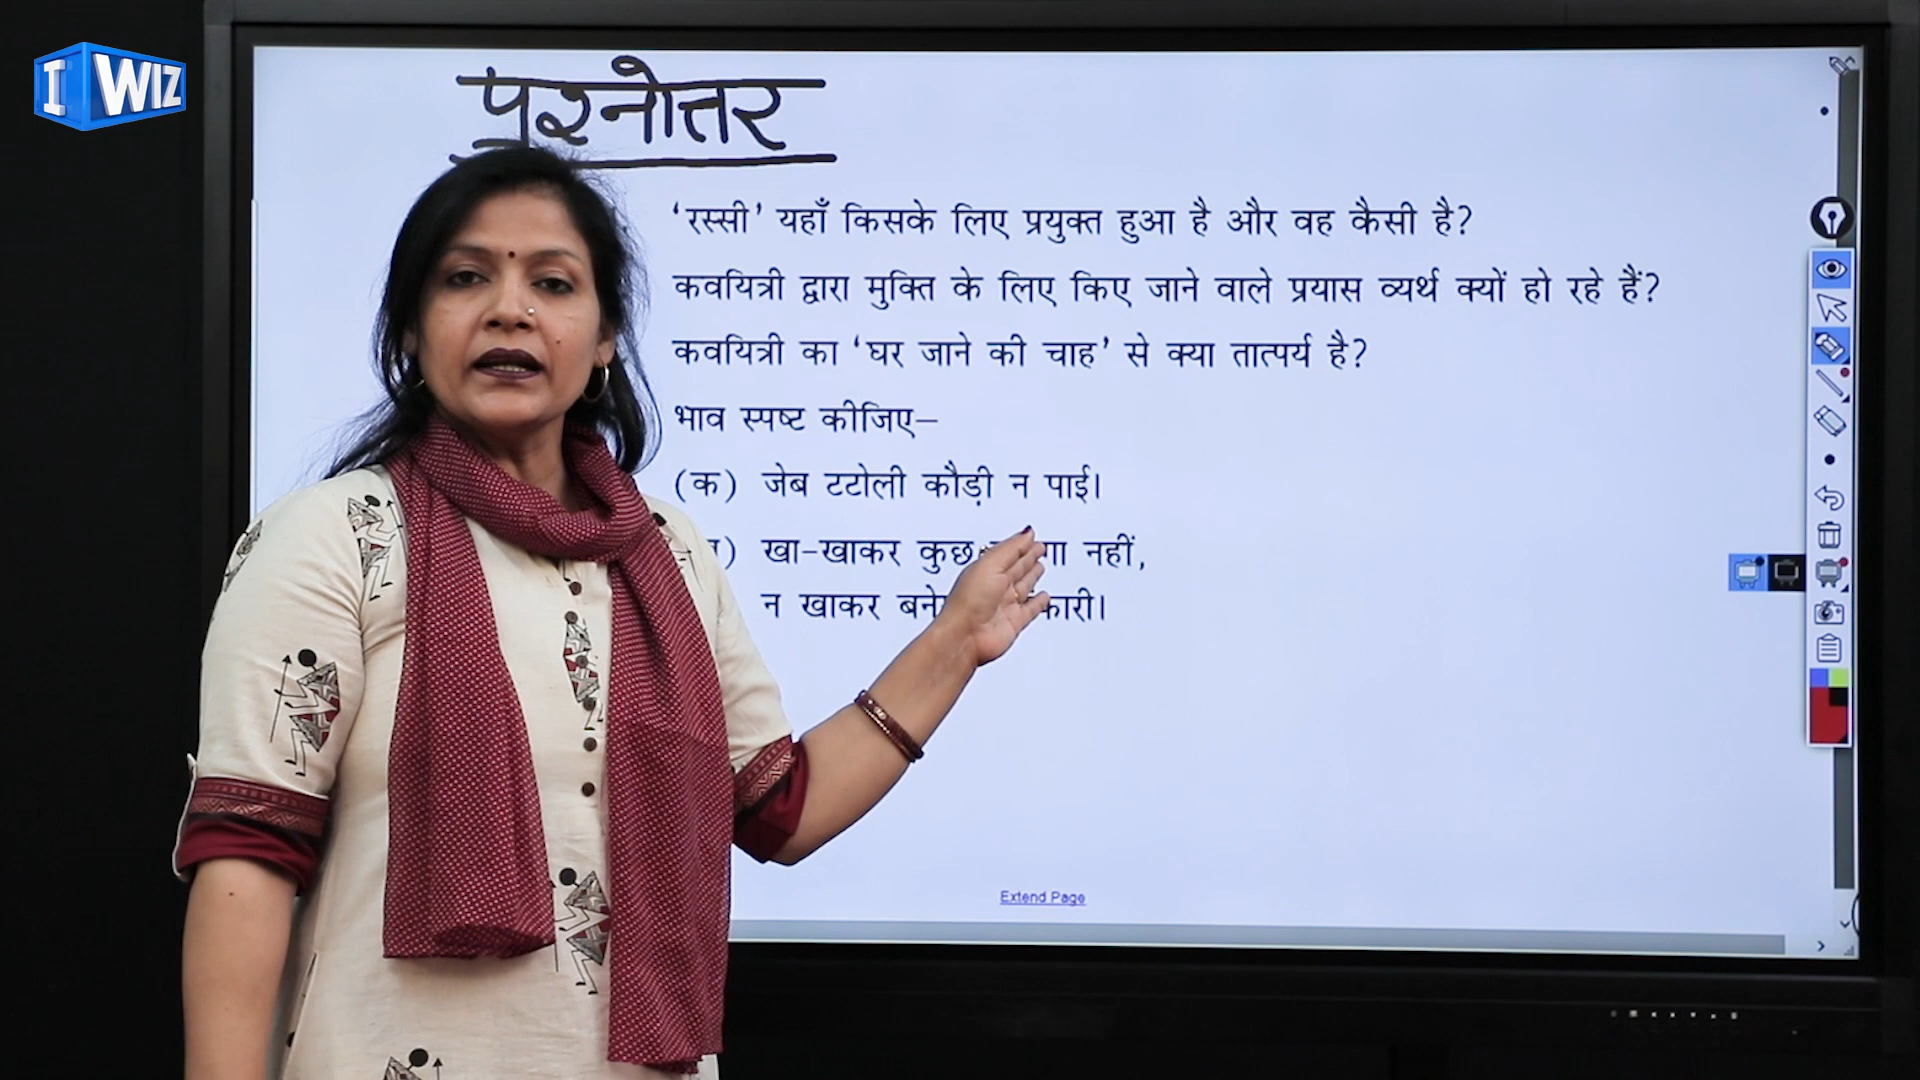 I WIZ
प्रश्नोत्तर
‘रस्सी’ यहाँ किसके लिए प्रयुक्त हुआ है और वह कैसी है?
कवयित्री द्वारा मुक्ति के लिए किए जाने वाले प्रयास व्यर्थ क्यों हो रहे हैं?
कवयित्री का ‘घर जाने की चाह’ से क्या तात्पर्य है?
भाव स्पष्ट कीजिए–
(क) जेब टटोली कौड़ी न पाई।
खा-खाकर कुछ नहीं,
न खाकर
Extend Page